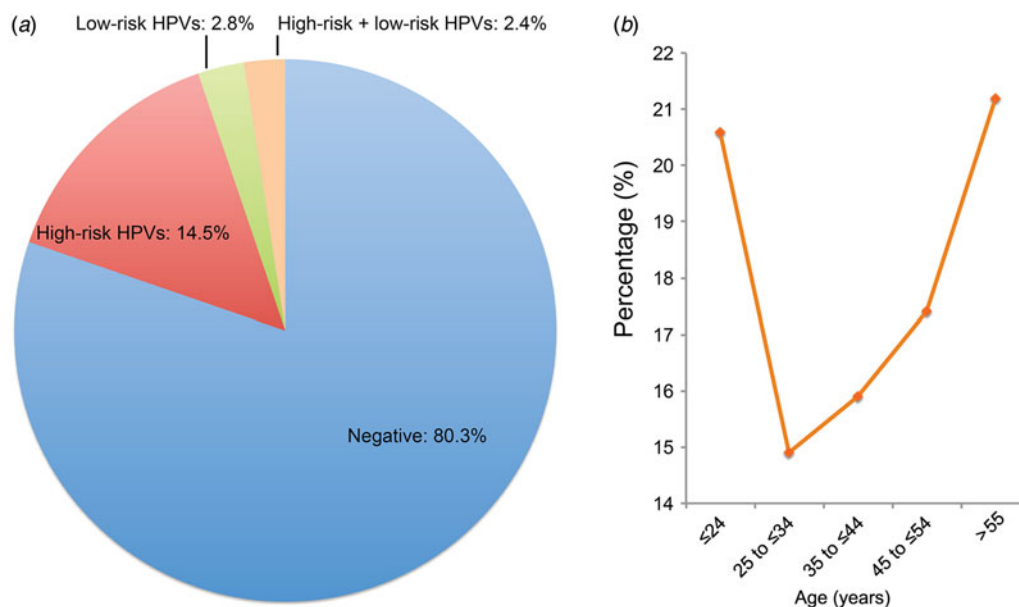 (a)
Low-risk HPVs: 2.8%
High-risk + low-risk HPVs: 2.4%
High-risk HPVs: 14.5%
Negative: 80.3%
(b)
Percentage (%)
22
21
20
19
18
17
16
15
14
≤24
25 to ≤34
35 to ≤44
45 to ≤54
>55
Age (years)